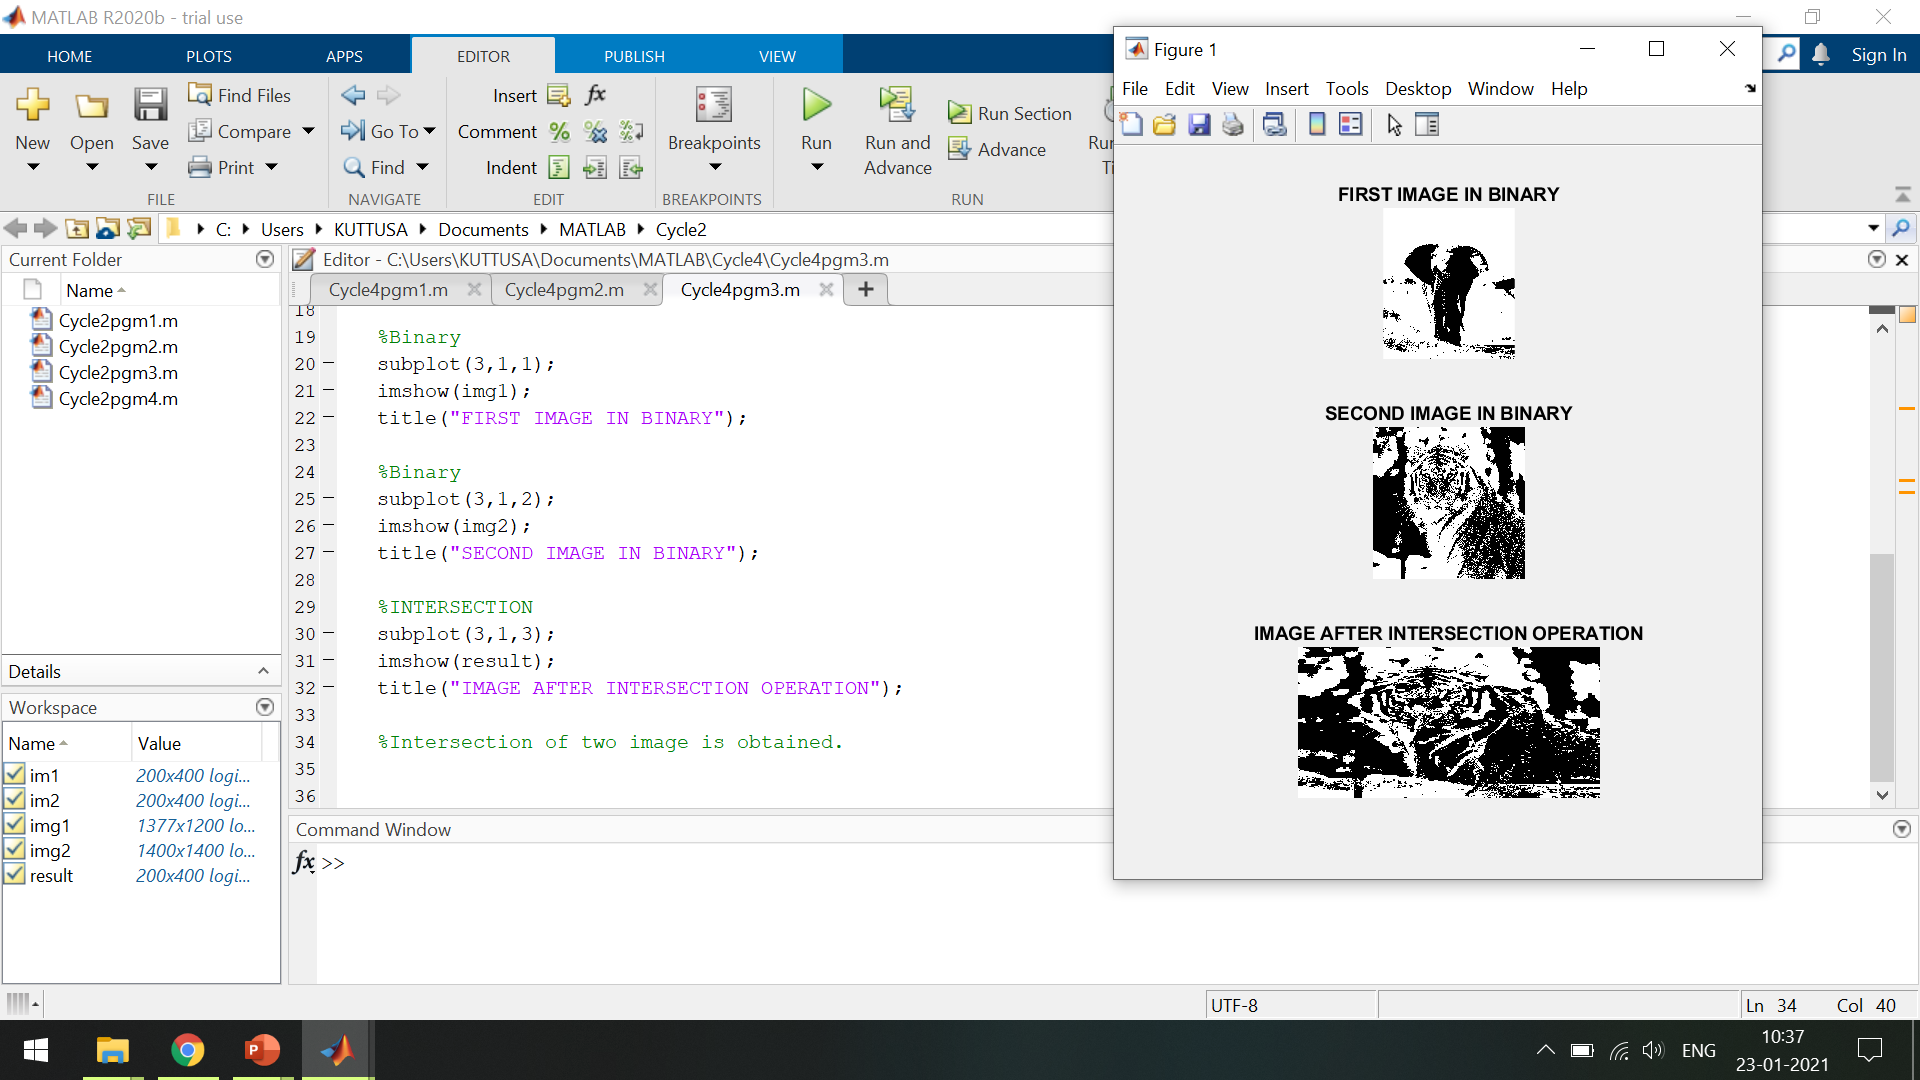 MATLAB R2020b - trial use
HOME PLOTS APPS EDITOR PUBLISH VIEW
Sign In
New
Open
Save
Find Files
Compare
Print
FILE
Go To
Find
NAVIGATE
Insert fx
Comment
Indent
EDIT
Breakpoints
BREAKPOINTS
Run
Run and
Advance
Run Section
Advance
RUN
C: Users KUTTUSA Documents MATLAB Cycle2
Current Folder
Name
Cycle2pgm1.m
Cycle2pgm2.m
Cycle2pgm3.m
Cycle2pgm4.m
Details
Workspace
Name Value
im1 200x400 logi...
im2 200x400 logi...
img1 1377x1200 lo...
img2 1400x1400 lo...
result 200x400 logi...
Editor - C:\Users\KUTTUSA\Documents\MATLAB\Cycle4\Cycle4pgm3.m
Cycle4pgm1.m Cycle4pgm2.m Cycle4pgm3.m
18
19 %Binary
20 subplot(3,1,1);
21 imshow(img1);
22 title("FIRST IMAGE IN BINARY");
23
24 %Binary
25 subplot(3,1,2);
26 imshow(img2);
27 title("SECOND IMAGE IN BINARY");
28
29 %INTERSECTION
30 subplot(3,1,3);
31 imshow(result);
32 title("IMAGE AFTER INTERSECTION OPERATION");
33
34 %Intersection of two image is obtained.
35
36
Command Window
fx >>
Figure 1
File Edit View Insert Tools Desktop Window Help
FIRST IMAGE IN BINARY
SECOND IMAGE IN BINARY
IMAGE AFTER INTERSECTION OPERATION
UTF-8
Ln 34 Col 40
ENG
10:37
23-01-2021